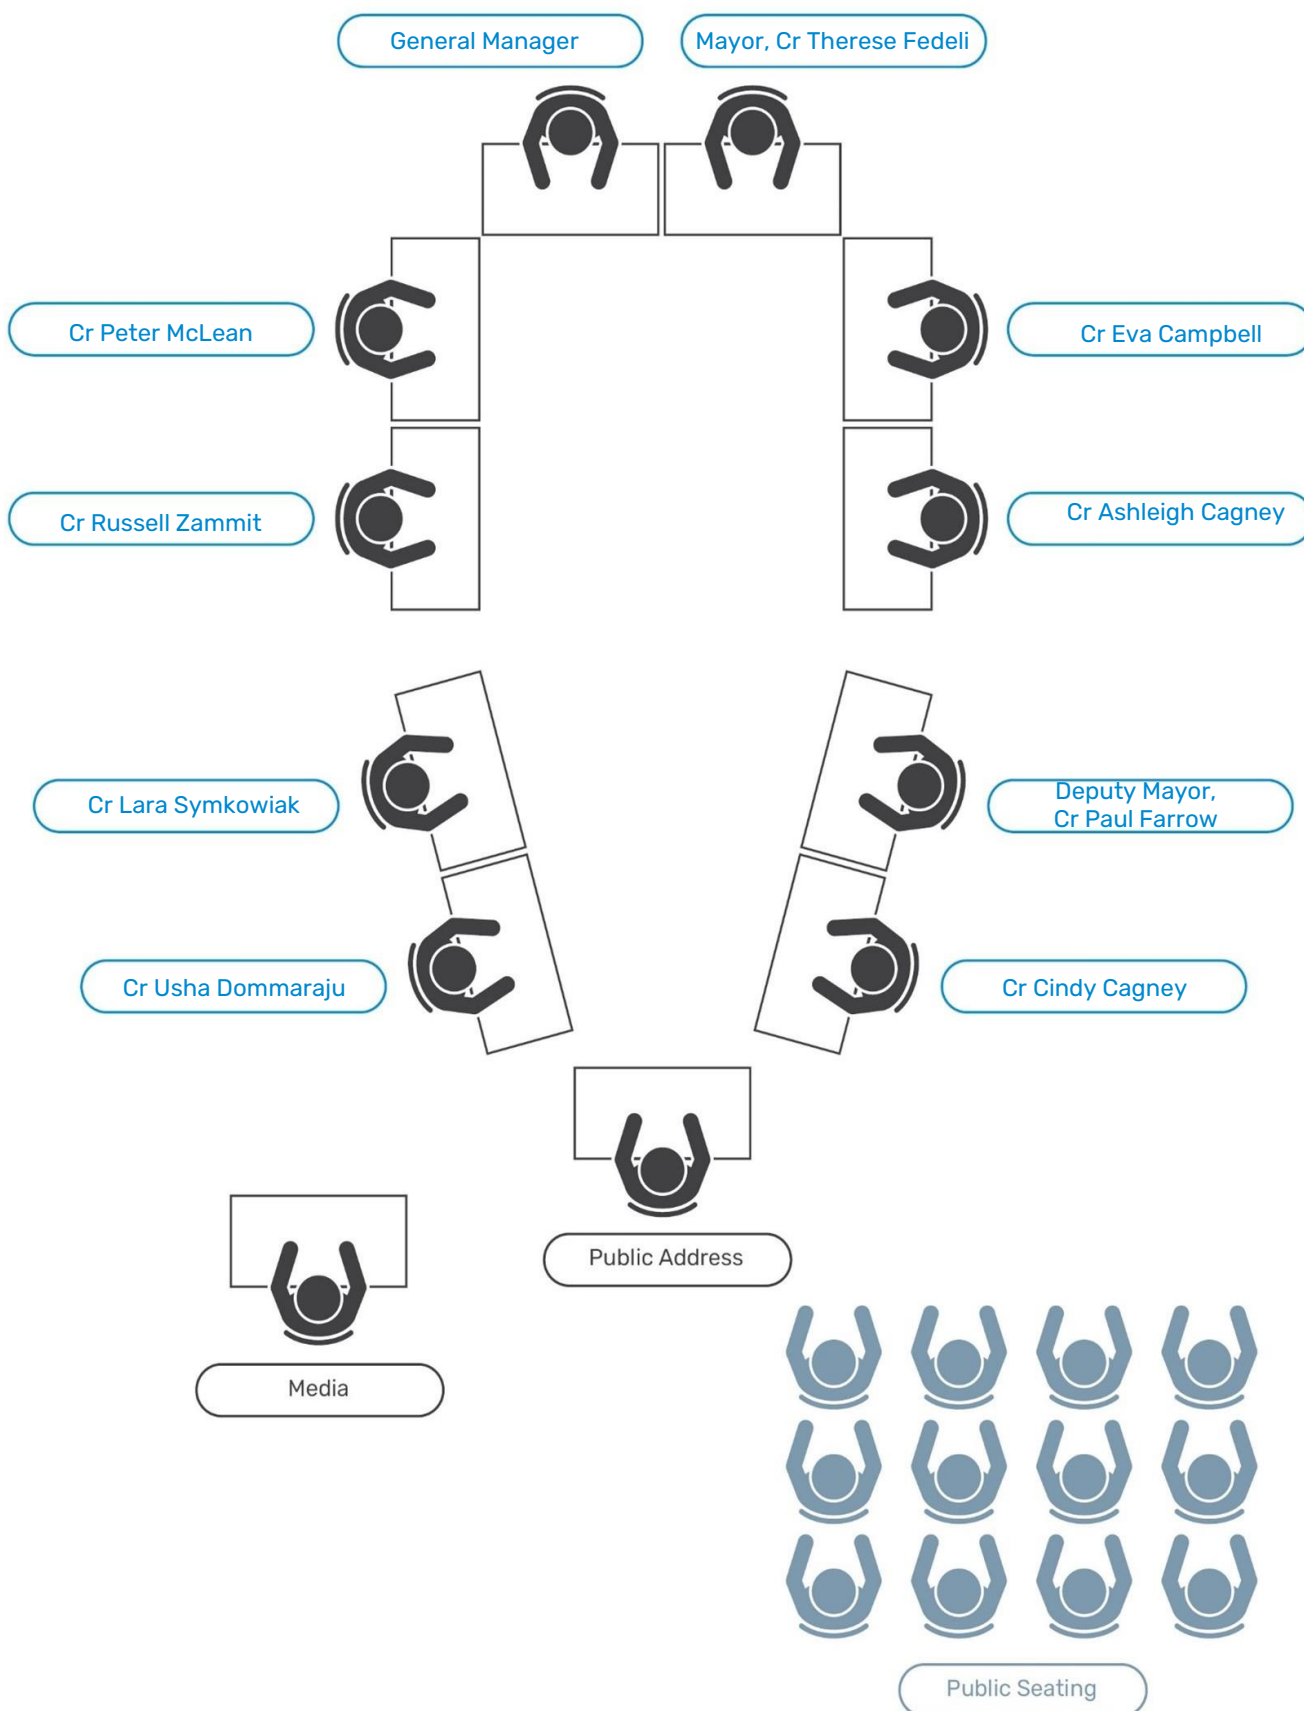 General Manager
Mayor, Cr Therese Fedeli
Cr Peter McLean
Cr Eva Campbell
Cr Russell Zammit
Cr Ashleigh Cagney
Cr Lara Symkowiak
Deputy Mayor,
Cr Paul Farrow
Cr Usha Dommaraju
Cr Cindy Cagney
Public Address
Media
Public Seating